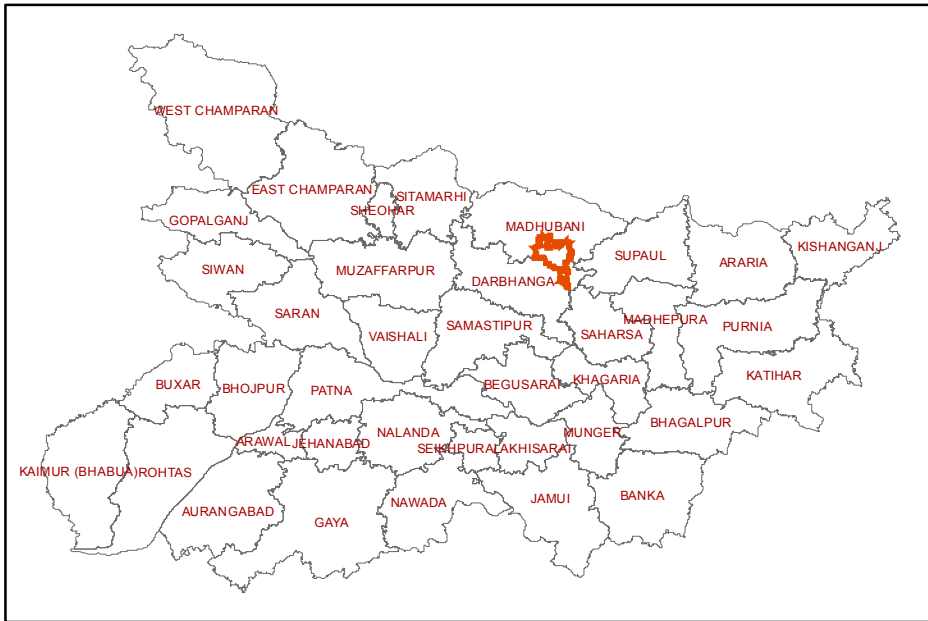 WEST CHAMPARAN
EAST CHAMPARAN
SITAMARHI
SHEOHAR
GOPALGANJ
MADHUBANI
KISHANGANJ
SIWAN
MUZAFFARPUR
SUPAUL
ARARIA
DARBHANGA
SARAN
VAISHALI
SAMASTIPUR
SAHARSA
MADHEPURA
PURNIA
BUXAR
BHOJPUR
PATNA
BEGUSARAI
KHAGARIA
KATIHAR
ARAWAL
JEHANABAD
NALANDA
SEIKHPURA
LAKHISARAI
MUNGER
BHAGALPUR
KAIMUR (BHABUA)
ROHTAS
AURANGABAD
GAYA
NAWADA
JAMUI
BANKA